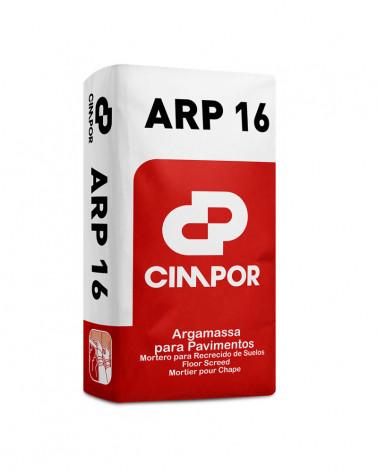 ARP 16
CIMPOR
Argamassa
para Pavimentos
Mortero para Recrecido de Suelos
Floor Screed
Mortier pour Chape
CIMPOR
ARP 16